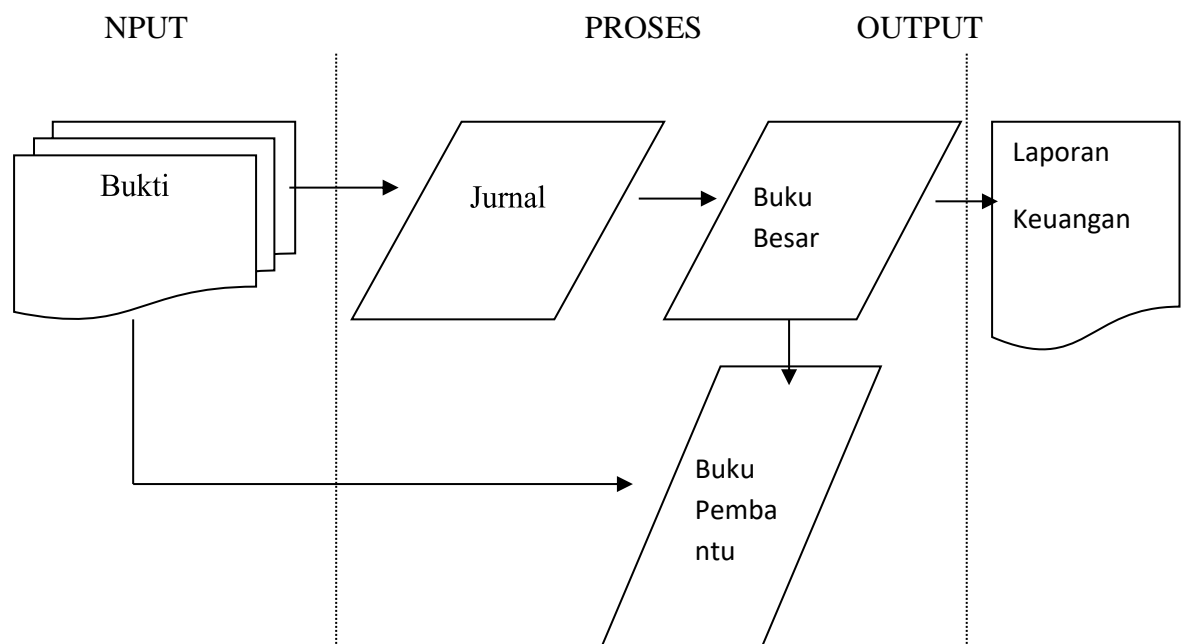 NPUT PROSES OUTPUT
Bukti
Jurnal
Buku
Besar
Laporan
Keuangan
Buku
Pemba
ntu